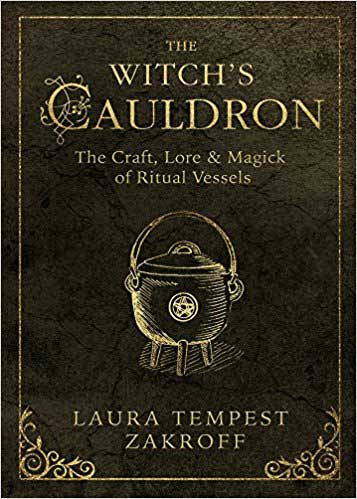 THE
WITCH'S
CAULDRON
The Craft, Lore & Magick
of Ritual Vessels
LAURA TEMPEST
ZAKROFF